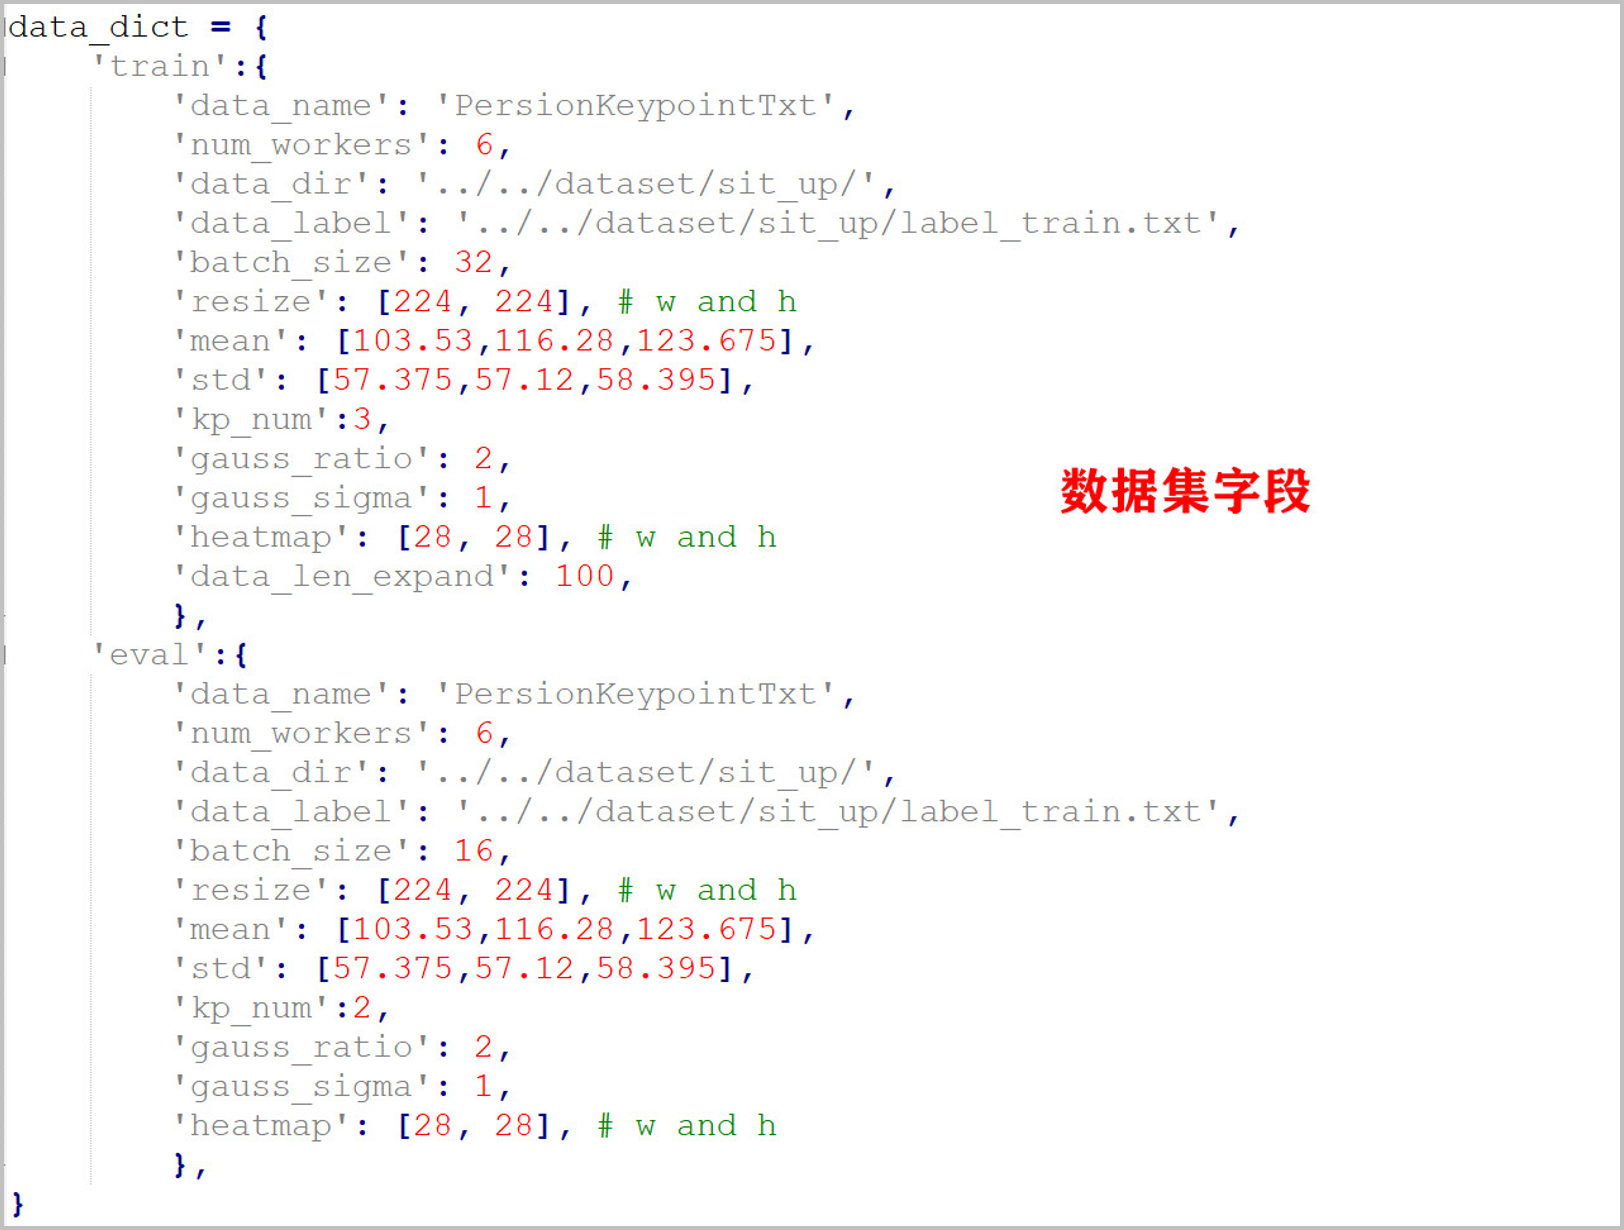 data_dict = {
    'train':{
        'data_name': 'PersionKeypointTxt',
        'num_workers': 6,
        'data_dir': '../../dataset/sit_up/',
        'data_label': '../../dataset/sit_up/label_train.txt',
        'batch_size': 32,
        'resize': [224, 224], # w and h
        'mean': [103.53,116.28,123.675],
        'std': [57.375,57.12,58.395],
        'kp_num':3,
        'gauss_ratio': 2,
        'gauss_sigma': 1,
        'heatmap': [28, 28], # w and h
        'data_len_expand': 100,
        },
    'eval':{
        'data_name': 'PersionKeypointTxt',
        'num_workers': 6,
        'data_dir': '../../dataset/sit_up/',
        'data_label': '../../dataset/sit_up/label_train.txt',
        'batch_size': 16,
        'resize': [224, 224], # w and h
        'mean': [103.53,116.28,123.675],
        'std': [57.375,57.12,58.395],
        'kp_num':2,
        'gauss_ratio': 2,
        'gauss_sigma': 1,
        'heatmap': [28, 28], # w and h
        },
}
数据集字段